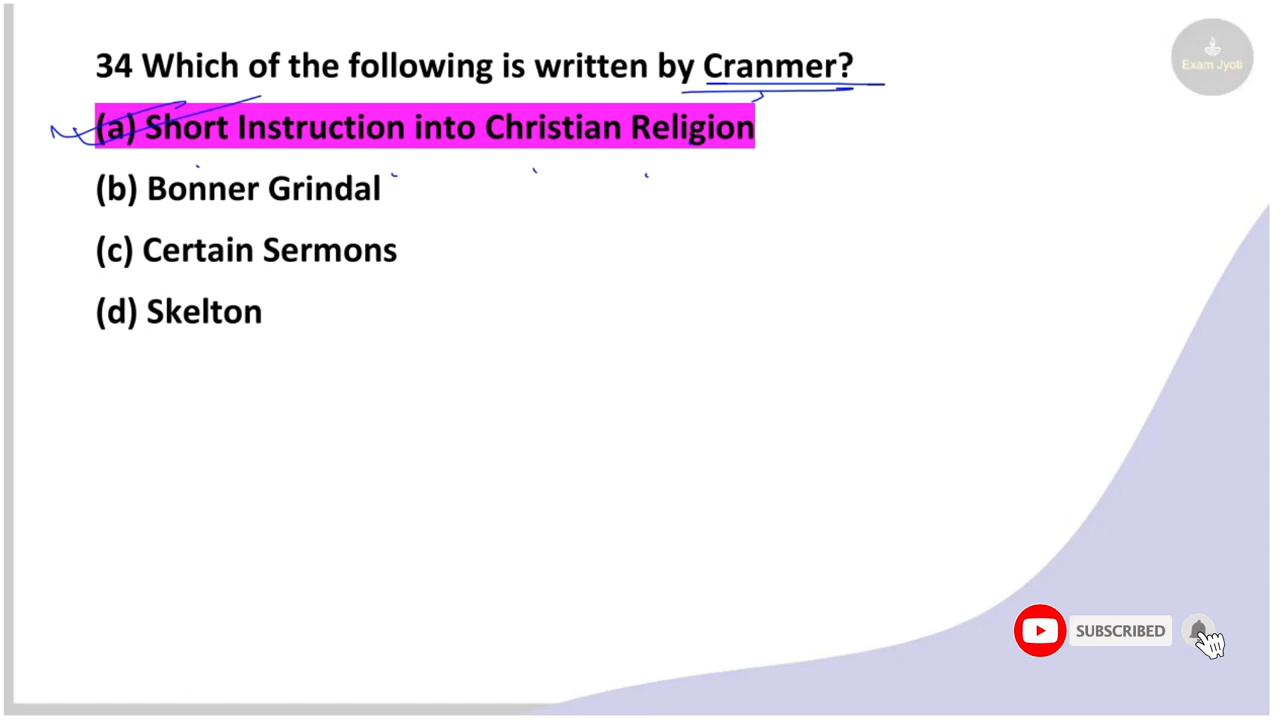 Exam Jyoti
34 Which of the following is written by Cranmer?
(a) Short Instruction into Christian Religion
(b) Bonner Grindal
(c) Certain Sermons
(d) Skelton
SUBSCRIBED